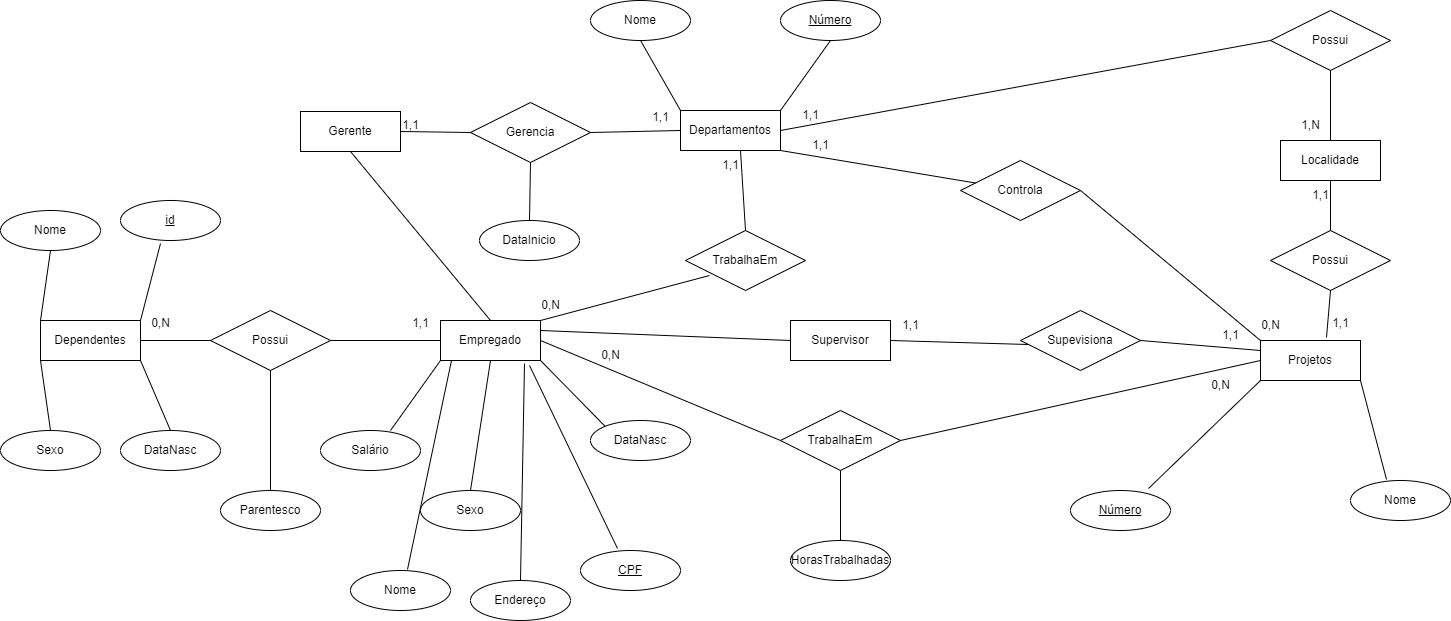 Nome
Número
Possui
1,1
1,1
1,1
Gerente
Gerencia
Departamentos
1,N
Localidade
1,1
1,1
1,1
Controla
Nome
id
DataInicio
TrabalhaEm
Possui
0,N
0,N
1,1
1,1
0,N
1,1
1,1
Dependentes
Possui
Empregado
Supervisor
Supevisiona
Projetos
0,N
0,N
Sexo
DataNasc
Salário
DataNasc
TrabalhaEm
Parentesco
Sexo
Número
Nome
HorasTrabalhadas
CPF
Nome
Endereço